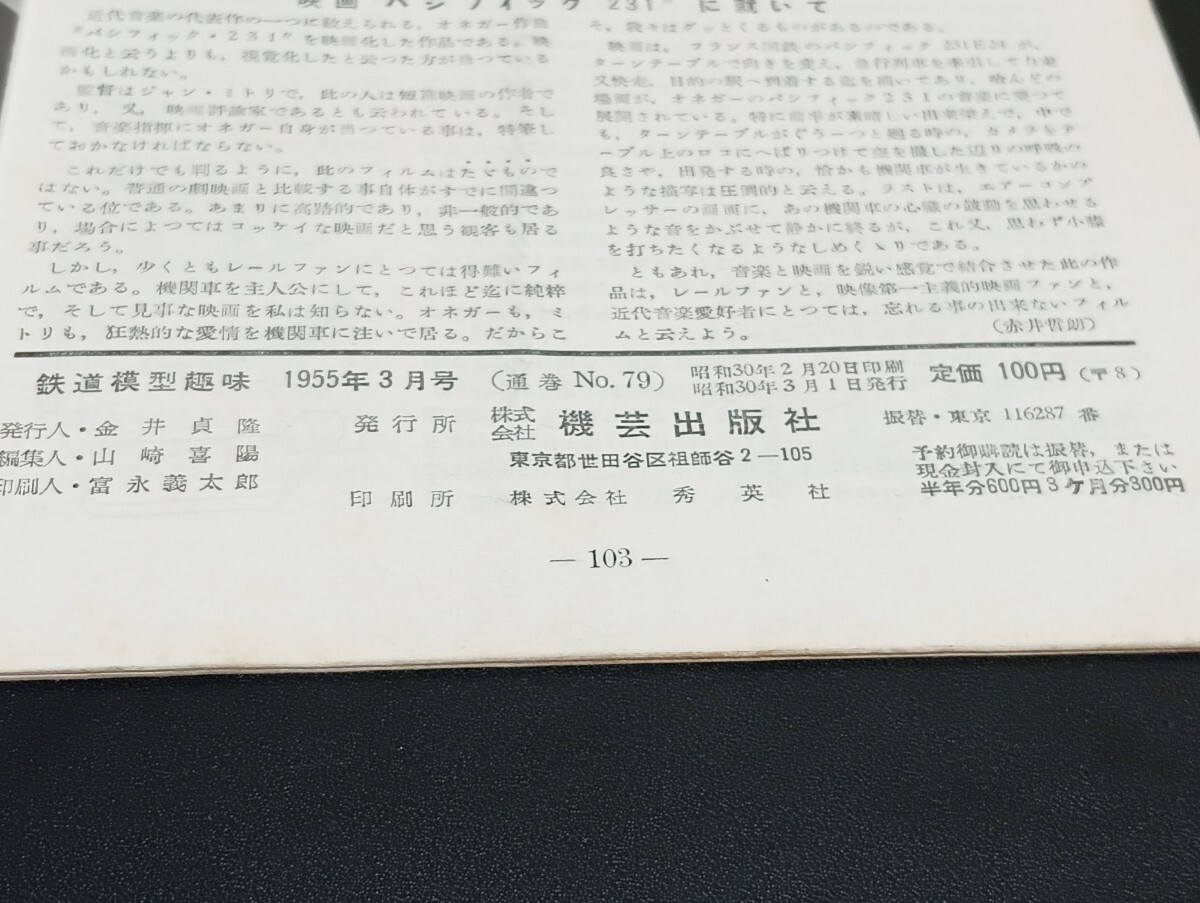 映画"パシフィック231"に就いて
近代音楽の代表作の一つに数えられる,オネガー作曲
"パシフィック・231"を映画化した作品である。映
画化と云うよりも,視覚化したと云つた方が当つている
かもしれない。
監督はジャン・ミトリで,此の人は短篇映画の作者で
あり,又,映画評論家であるとも云われている。そし
て,音楽指揮にオネガー自身が当つている事は,特筆し
ておかなければならない。
これだけでも判るように,此のフィルムはたゞもので
はない。普通の劇映画と比較する事自体がすでに間違つ
ている位である。あまりに高踏的であり,非一般的であ
り,場合によつてはコッケイな映画だと思う観客も居る
事だろう。
しかし,少くともレールファンにとつては得難いフィ
ルムである。機関車を主人公にして,これほど迄に純粋
で,そして見事な映画を私は知らない。オネガーも,ミ
トリも,狂熱的な愛情を機関車に注いで居る。だからこ
そ,我々はグッとくるものがあるのである。
映画は,フランス国鉄のパシフィック231E24が,
ターンテーブルで向きを変え,急行列車を牽引して力走
又快走,目的の駅へ到着する迄を描いてあり,殆んどの
場面が,オネガーのパシフィック231の音楽に乗つて
展開されている。特に前半が素晴しい出来栄えで,中で
も,ターンテーブルがぐうーつと廻る時の,カメラをテ
ーブル上のロコにへばりつけて空を撮した辺りの呼吸の
良さや,出発する時の,恰かも機関車が生きているかの
ような描写は圧倒的と云える。ラストは,エアーコンプ
レッサーの画面に,あの機関車の心臓の鼓動を思わせる
ような音をかぶせて静かに終るが,これ又,思わず小膝
を打ちたくなるようなしめくゝりである。
ともあれ,音楽と映画を鋭い感覚で結合させた此の作
品は,レールファンと,映像第一主義的映画ファンと,
近代音楽愛好者にとつては,忘れる事の出来ないフィル
ムと云えよう。 (赤井哲朗)
鉄道模型趣味 1955年3月号 (通巻 No.79) 昭和30年2月20日印刷 定価 100円 (〒8)
昭和30年3月1日発行
発行人・金井貞隆
編集人・山崎喜陽
印刷人・富永義太郎
発行所 株式会社 機芸出版社
東京都世田谷区祖師谷2—105
印刷所 株式会社 秀英社
振替・東京 116287 番
予約御購読は振替,または
現金封入にて御申込下さい
半年分600円3ヶ月分300円
— 103 —